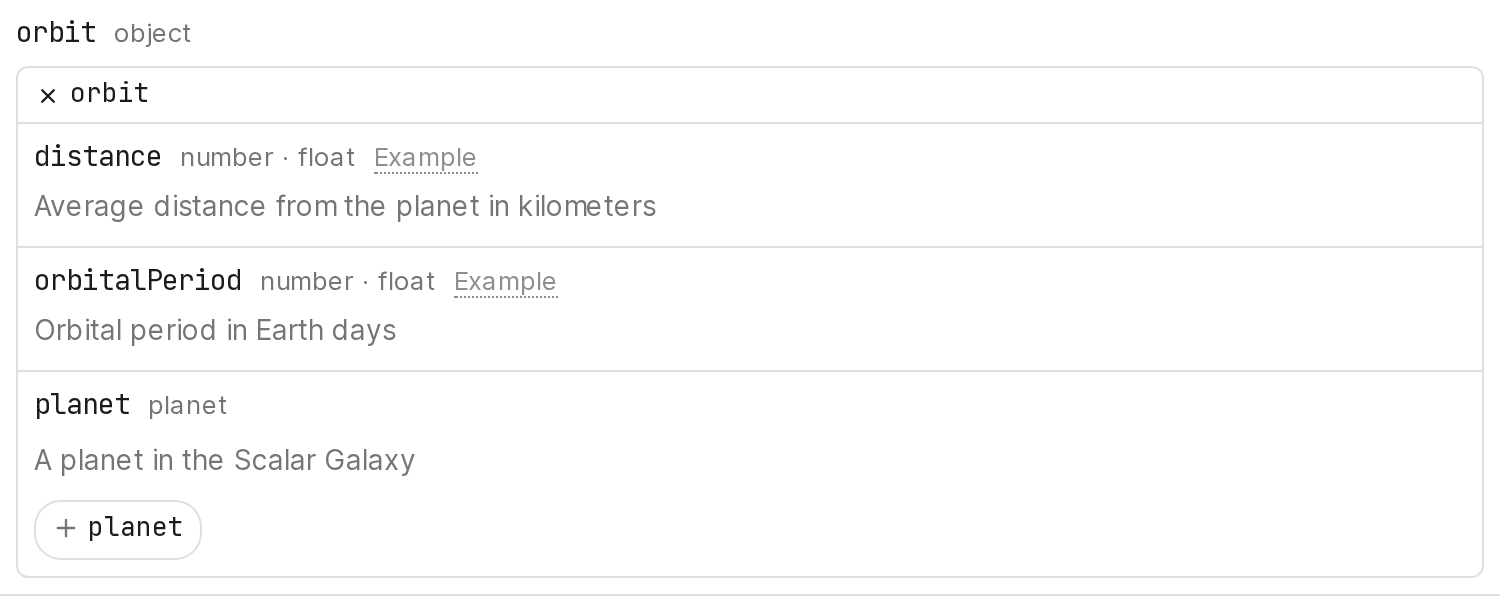 orbit object
× orbit
distance number · float Example
Average distance from the planet in kilometers
orbitalPeriod number · float Example
Orbital period in Earth days
planet planet
A planet in the Scalar Galaxy
+ planet